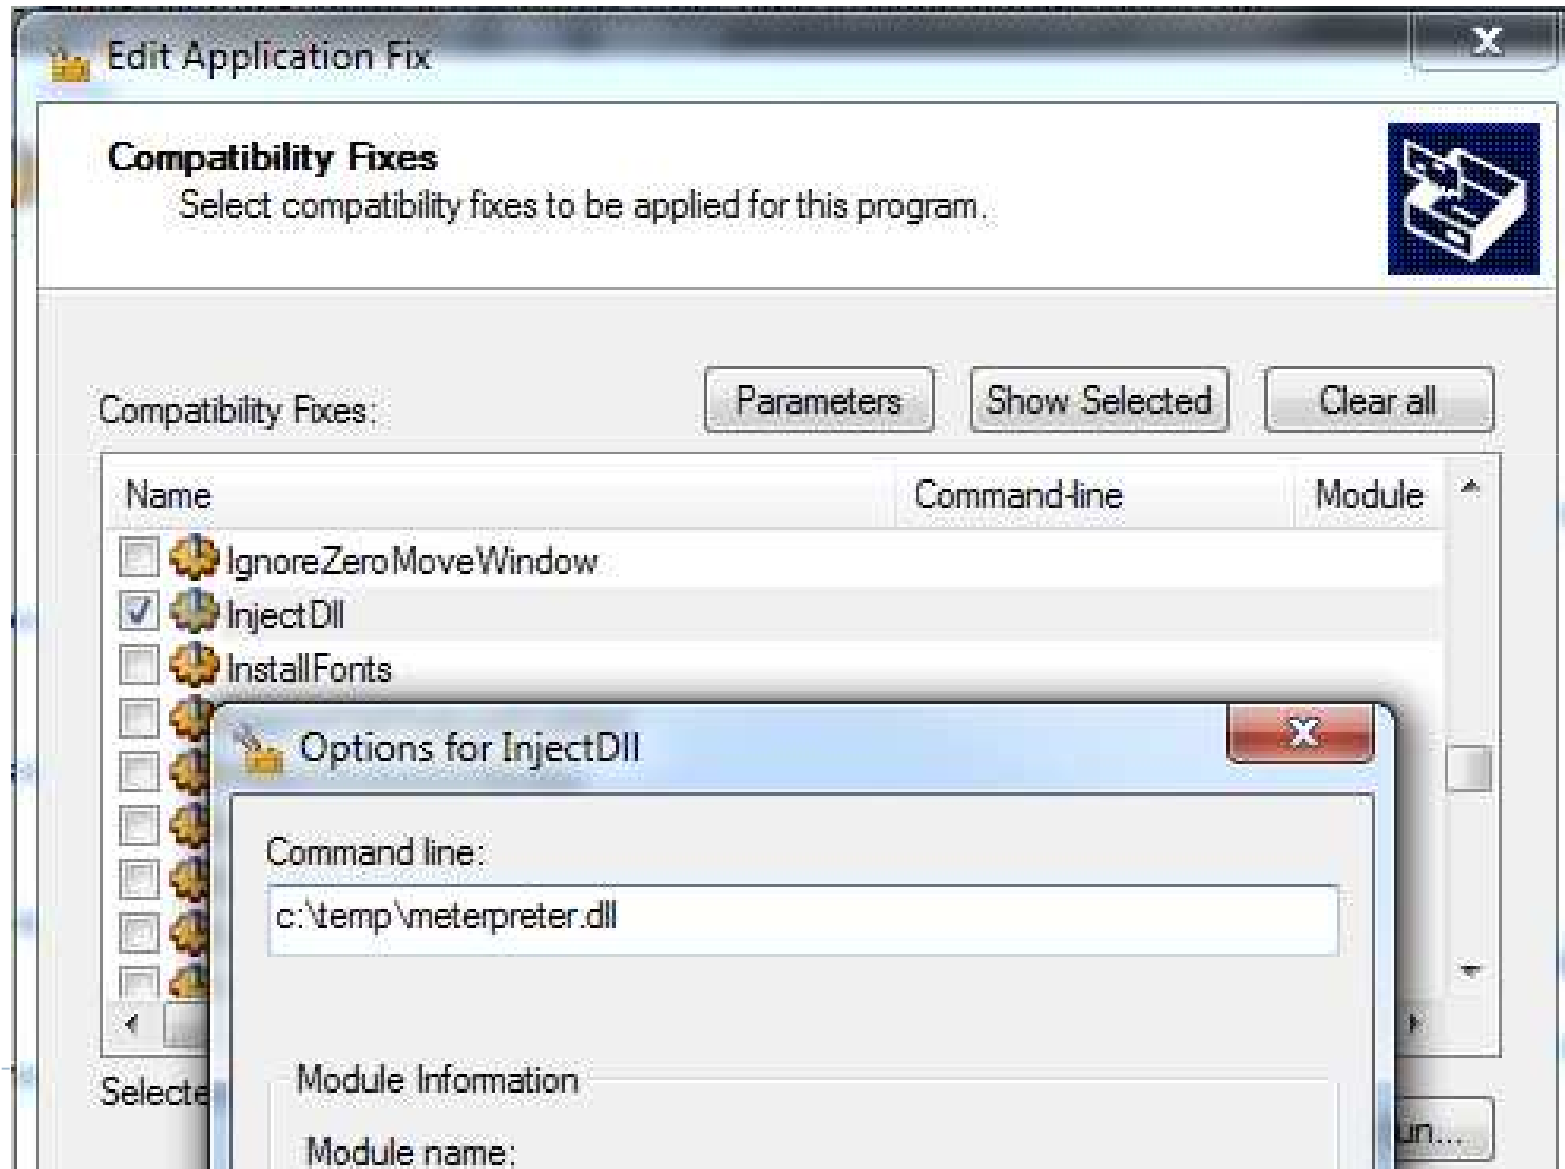 Edit Application Fix
Compatibility Fixes
Select compatibility fixes to be applied for this program.
Compatibility Fixes:
Parameters
Show Selected
Clear all
Name
Command-line
Module
IgnoreZeroMoveWindow
InjectDll
InstallFonts
Options for InjectDll
Command line:
c:\temp\meterpreter.dll
Module Information
Selecte
Module name:
un...